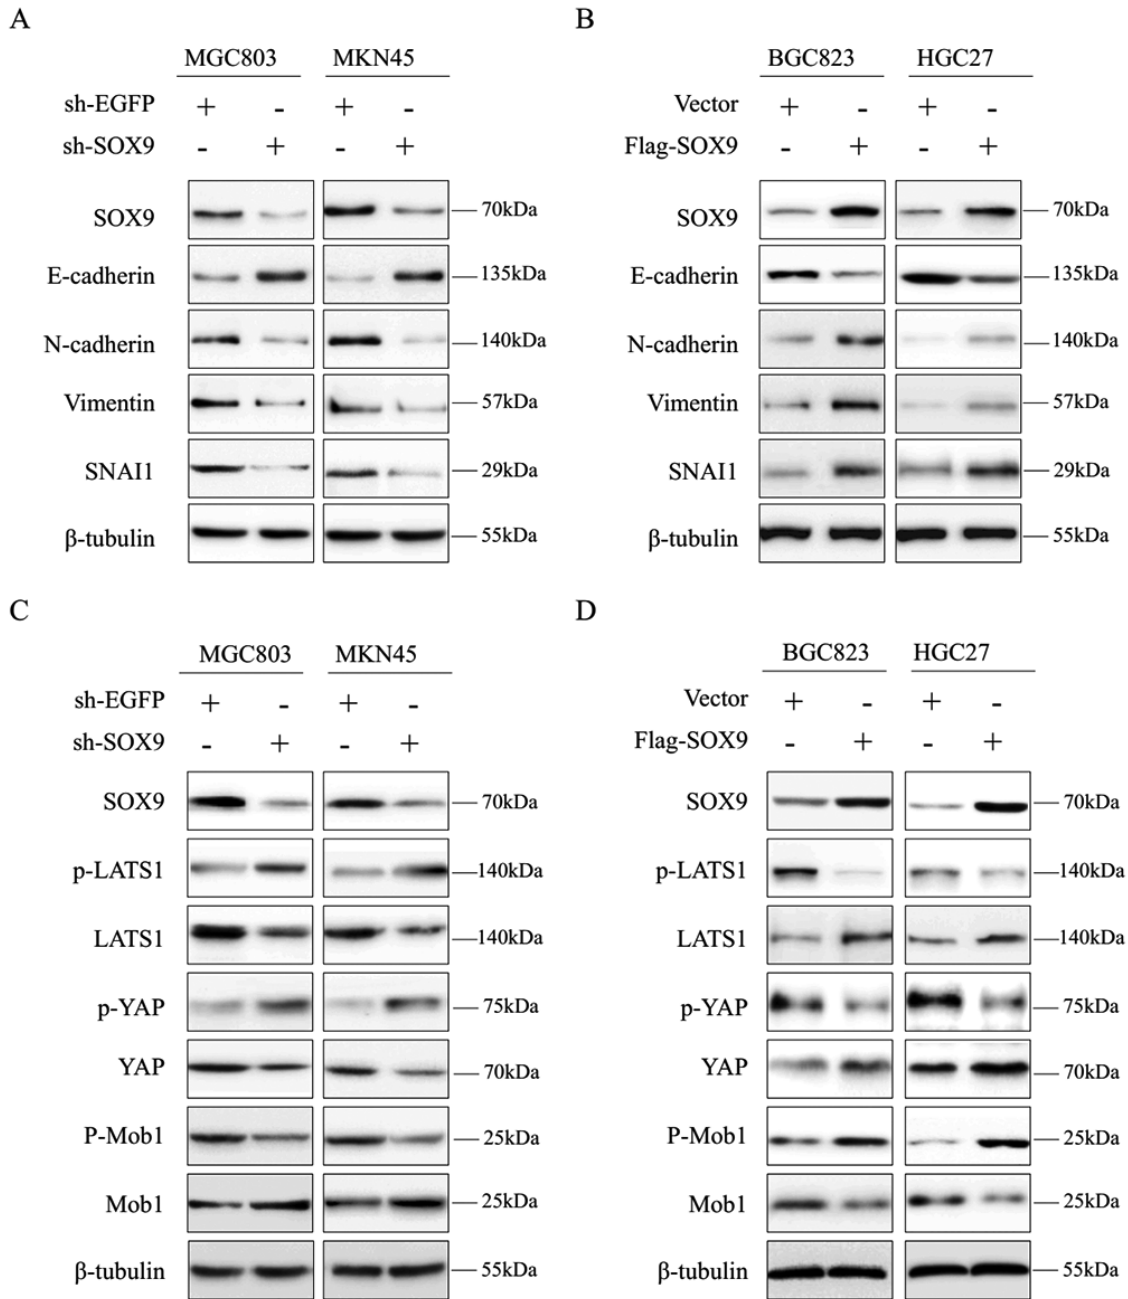 A
MGC803 MKN45
sh-EGFP + - + -
sh-SOX9 - + - +
SOX9 70kDa
E-cadherin 135kDa
N-cadherin 140kDa
Vimentin 57kDa
SNAI1 29kDa
β-tubulin 55kDa
B
BGC823 HGC27
Vector + - + -
Flag-SOX9 - + - +
SOX9 70kDa
E-cadherin 135kDa
N-cadherin 140kDa
Vimentin 57kDa
SNAI1 29kDa
β-tubulin 55kDa
C
MGC803 MKN45
sh-EGFP + - + -
sh-SOX9 - + - +
SOX9 70kDa
p-LATS1 140kDa
LATS1 140kDa
p-YAP 75kDa
YAP 70kDa
P-Mob1 25kDa
Mob1 25kDa
β-tubulin 55kDa
D
BGC823 HGC27
Vector + - + -
Flag-SOX9 - + - +
SOX9 70kDa
p-LATS1 140kDa
LATS1 140kDa
p-YAP 75kDa
YAP 70kDa
P-Mob1 25kDa
Mob1 25kDa
β-tubulin 55kDa